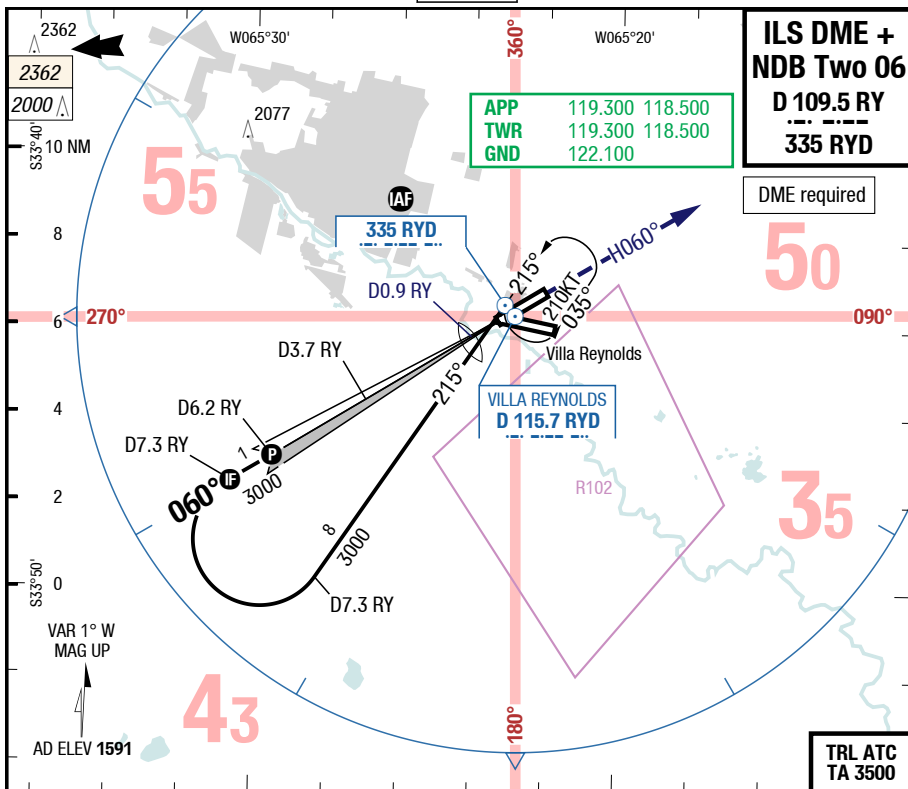 2362
2362
2000
W065°30'
360°
W065°20'
ILS DME +
NDB Two 06
D 109.5 RY
335 RYD
DME required
APP 119.300 118.500
TWR 119.300 118.500
GND 122.100
2077
S33°40'
10 NM
55
IAF
335 RYD
50
8
215°
H060°
D0.9 RY
210KT
035°
6
270°
090°
Villa Reynolds
D3.7 RY
215°
VILLA REYNOLDS
D 115.7 RYD
4
D6.2 RY
D7.3 RY
1
P
IF
3000
060°
R102
2
35
8
3000
S33°50'
0
D7.3 RY
VAR 1° W
MAG UP
43
180°
AD ELEV 1591
TRL ATC
TA 3500